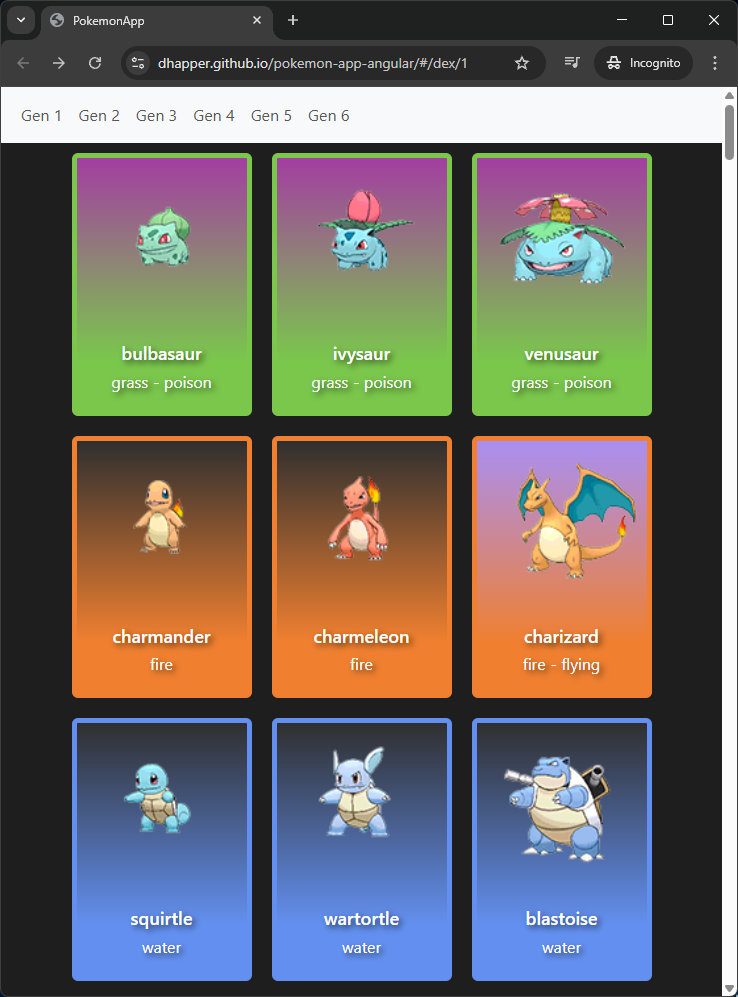 PokemonApp
dhapper.github.io/pokemon-app-angular/#/dex/1
Incognito
Gen 1 Gen 2 Gen 3 Gen 4 Gen 5 Gen 6
bulbasaur ivysaur venusaur
grass - poison grass - poison grass - poison
charmander charmeleon charizard
fire fire fire - flying
squirtle wartortle blastoise
water water water